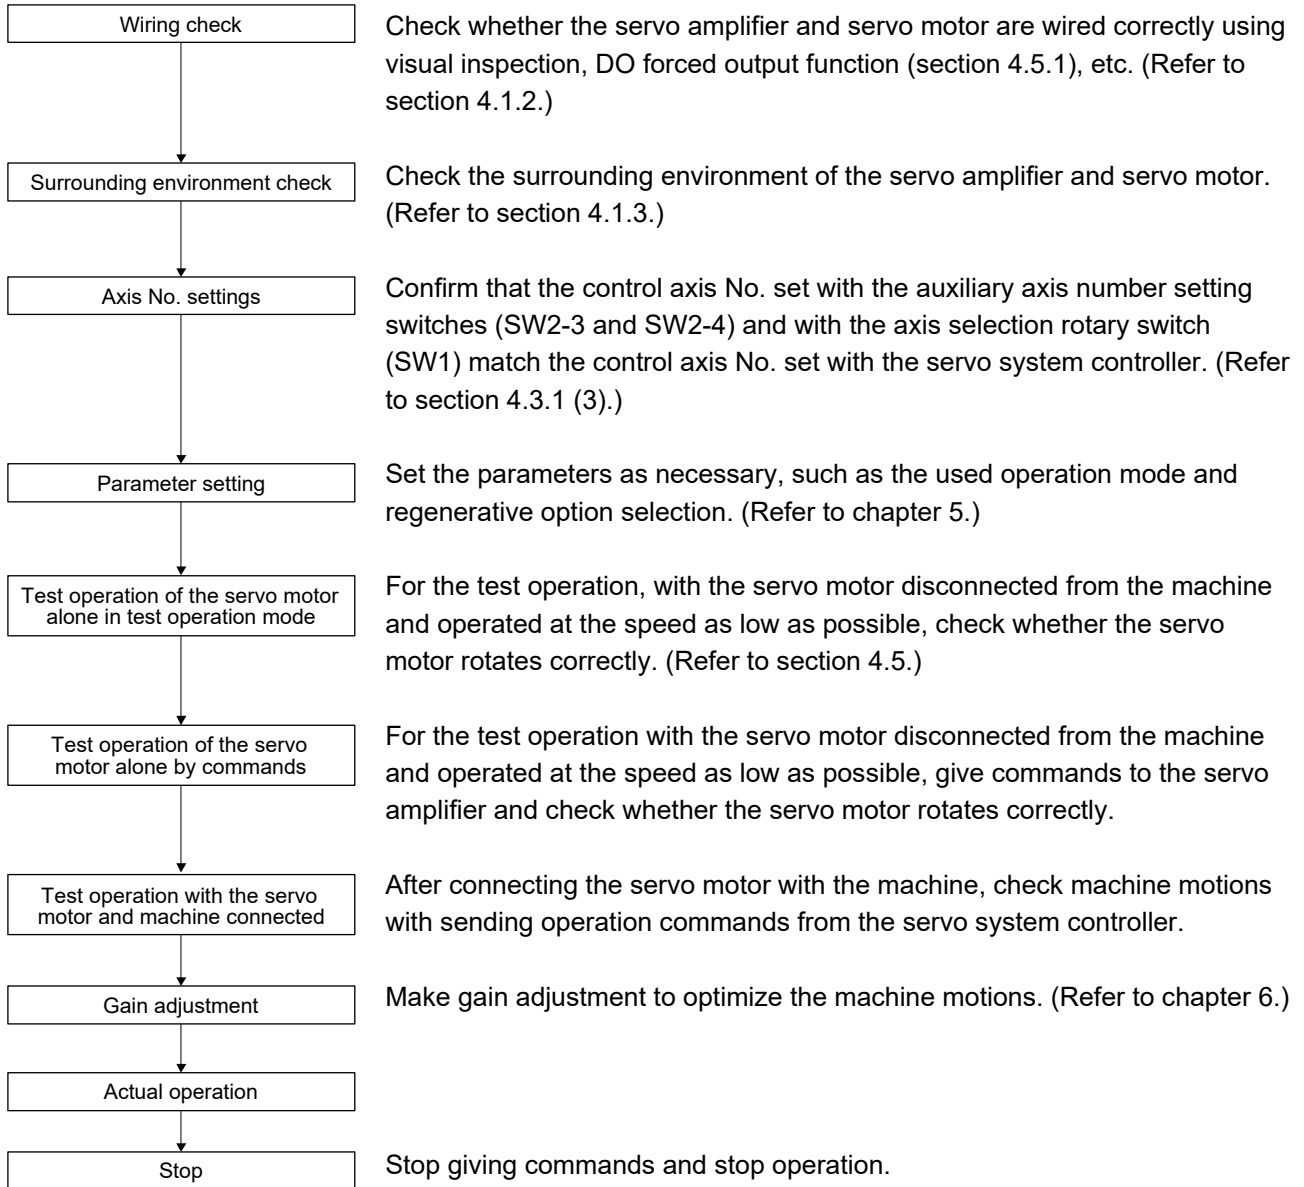 Wiring check
Check whether the servo amplifier and servo motor are wired correctly using
visual inspection, DO forced output function (section 4.5.1), etc. (Refer to
section 4.1.2.)
Surrounding environment check
Check the surrounding environment of the servo amplifier and servo motor.
(Refer to section 4.1.3.)
Axis No. settings
Confirm that the control axis No. set with the auxiliary axis number setting
switches (SW2-3 and SW2-4) and with the axis selection rotary switch
(SW1) match the control axis No. set with the servo system controller. (Refer
to section 4.3.1 (3).)
Parameter setting
Set the parameters as necessary, such as the used operation mode and
regenerative option selection. (Refer to chapter 5.)
Test operation of the servo motor
alone in test operation mode
For the test operation, with the servo motor disconnected from the machine
and operated at the speed as low as possible, check whether the servo
motor rotates correctly. (Refer to section 4.5.)
Test operation of the servo
motor alone by commands
For the test operation with the servo motor disconnected from the machine
and operated at the speed as low as possible, give commands to the servo
amplifier and check whether the servo motor rotates correctly.
Test operation with the servo
motor and machine connected
After connecting the servo motor with the machine, check machine motions
with sending operation commands from the servo system controller.
Gain adjustment
Make gain adjustment to optimize the machine motions. (Refer to chapter 6.)
Actual operation
Stop
Stop giving commands and stop operation.